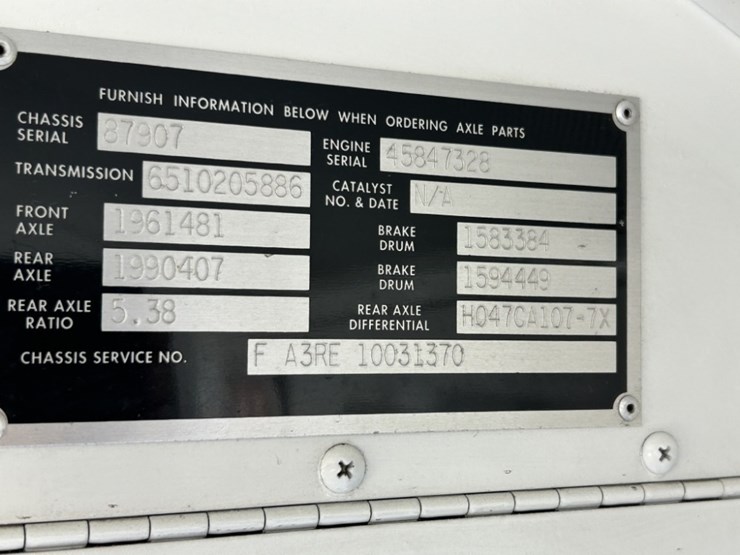 FURNISH INFORMATION BELOW WHEN ORDERING AXLE PARTS
CHASSIS SERIAL 87907
ENGINE SERIAL 45847328
TRANSMISSION 6510205886
CATALYST NO. & DATE N/A
FRONT AXLE 1961481
BRAKE DRUM 1583384
REAR AXLE 1990407
BRAKE DRUM 1594449
REAR AXLE RATIO 5.38
REAR AXLE DIFFERENTIAL H047CA107-7X
CHASSIS SERVICE NO. F A3RE 10031370